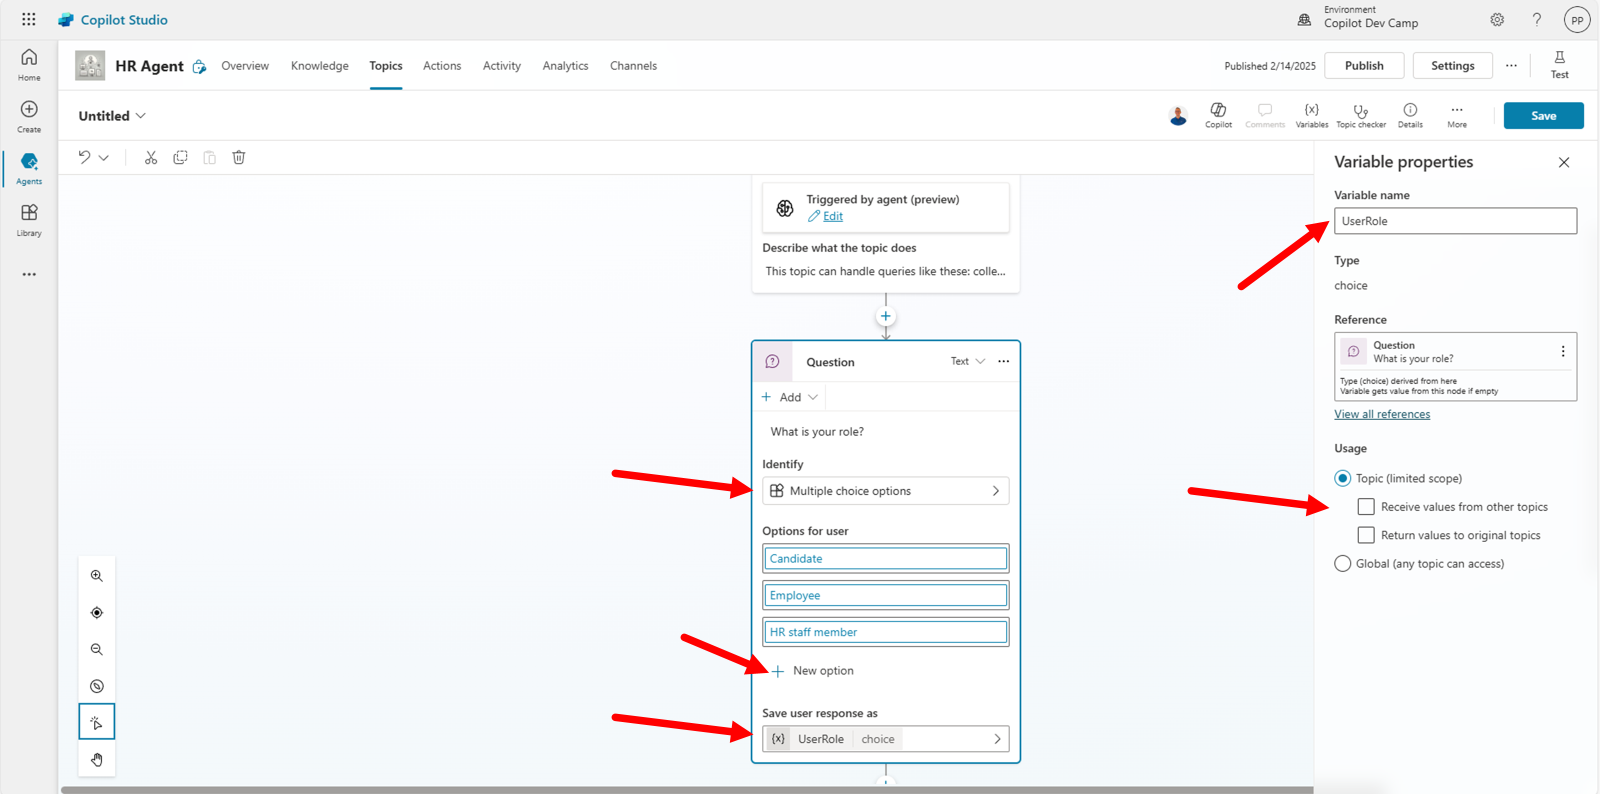 Copilot Studio
Environment
Copilot Dev Camp
?
PP
Home
Create
Agents
Library
HR Agent
Overview
Knowledge
Topics
Actions
Activity
Analytics
Channels
Published 2/14/2025
Publish
Settings
...
Test
Untitled
Copilot
Comments
{x}
Variables
Topic checker
Details
More
Save
Triggered by agent (preview)
Edit
Describe what the topic does
This topic can handle queries like these: colle...
Question
Text
...
+ Add
What is your role?
Identify
Multiple choice options
Options for user
Candidate
Employee
HR staff member
+ New option
Save user response as
{x} UserRole choice
Variable properties
Variable name
UserRole
Type
choice
Reference
Question
What is your role?
Type (choice) derived from here
Variable gets value from this node if empty
View all references
Usage
Topic (limited scope)
Receive values from other topics
Return values to original topics
Global (any topic can access)